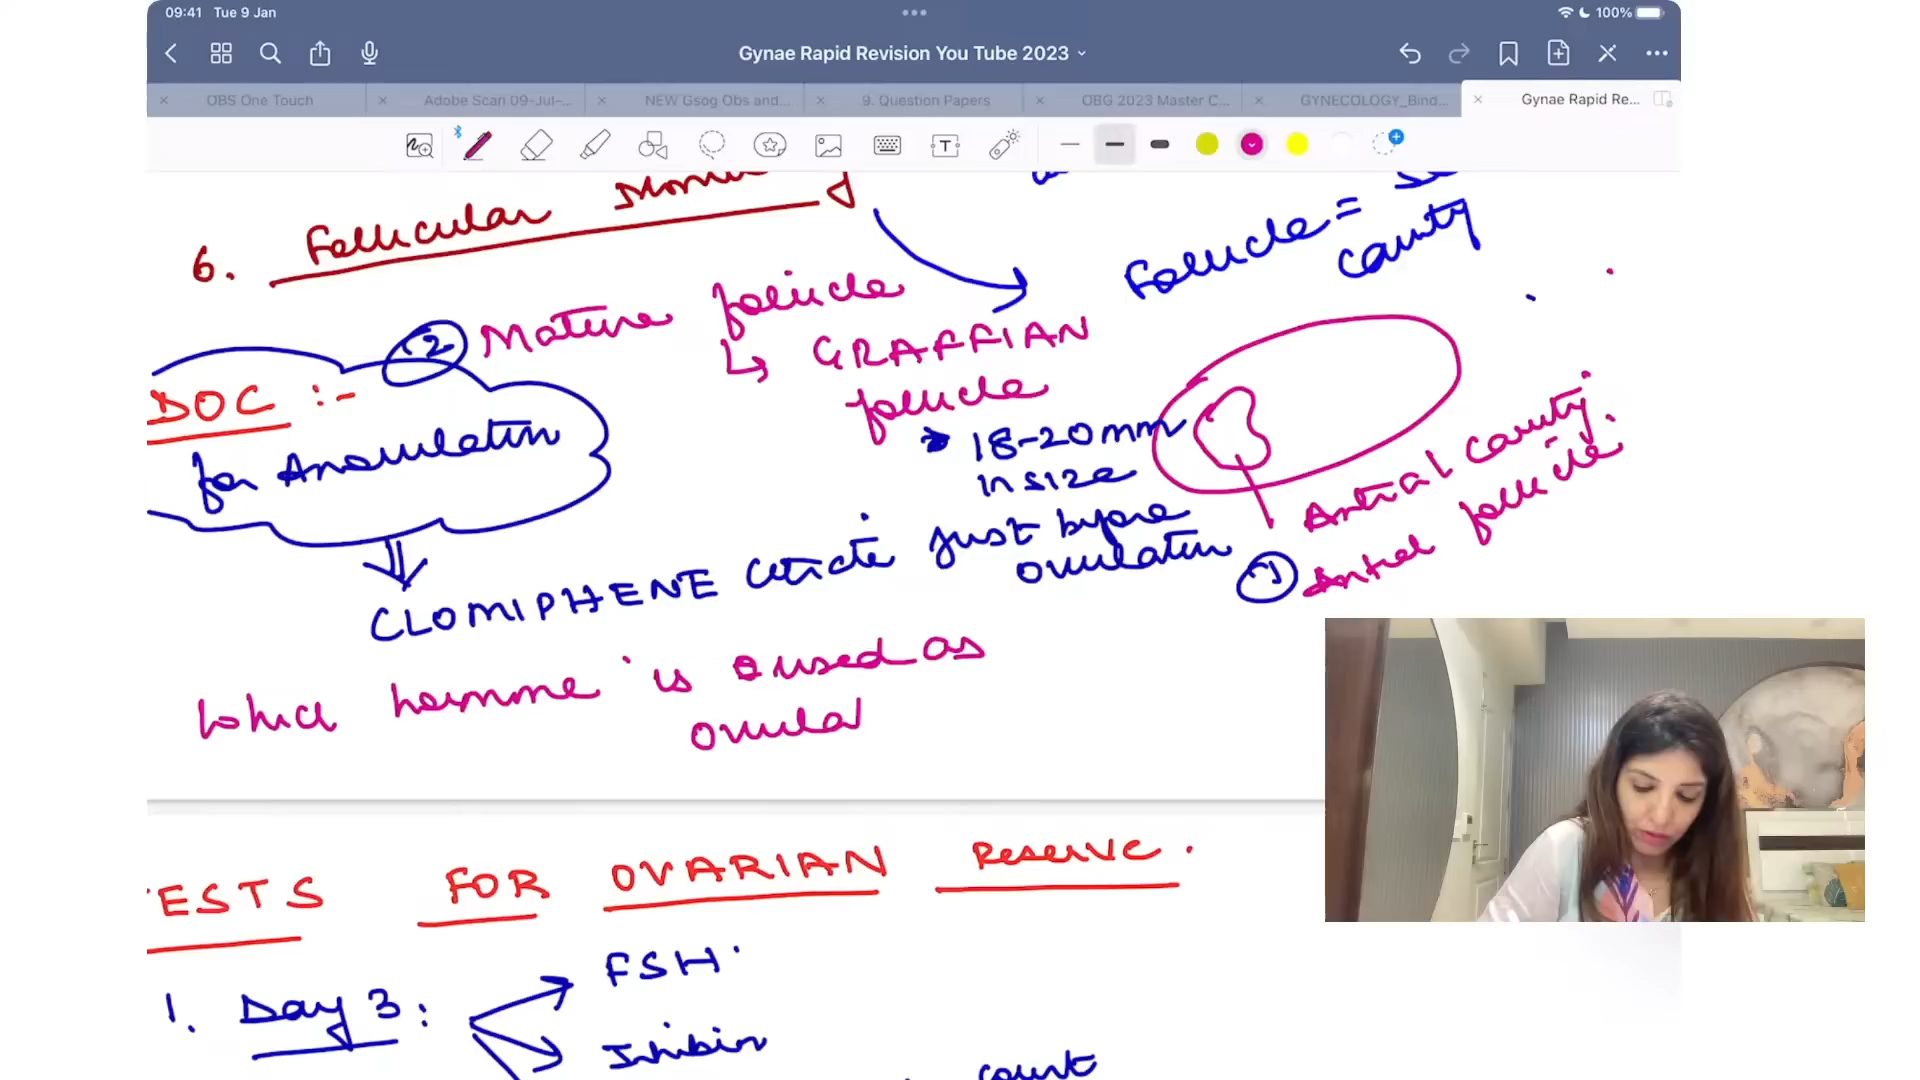 09:41 Tue 9 Jan
100%
Gynae Rapid Revision You Tube 2023
OBS One Touch
Adobe Scan 09-Jul-...
NEW Gsog Obs and...
9. Question Papers
OBG 2023 Master C...
GYNECOLOGY_Bind...
Gynae Rapid Re...
6. Follicular
Follicle =
cavity
2 Mature follicle
GRAFFIAN
follicle
18-20mm
in size
just before
ovulation
Antral cavity
1 Antral follicle
DOC :-
for Anovulation
CLOMIPHENE citrate
Which hormone is used as
ovulat
TESTS FOR OVARIAN Reserve.
1. Day 3:
FSH
Inhibin
count